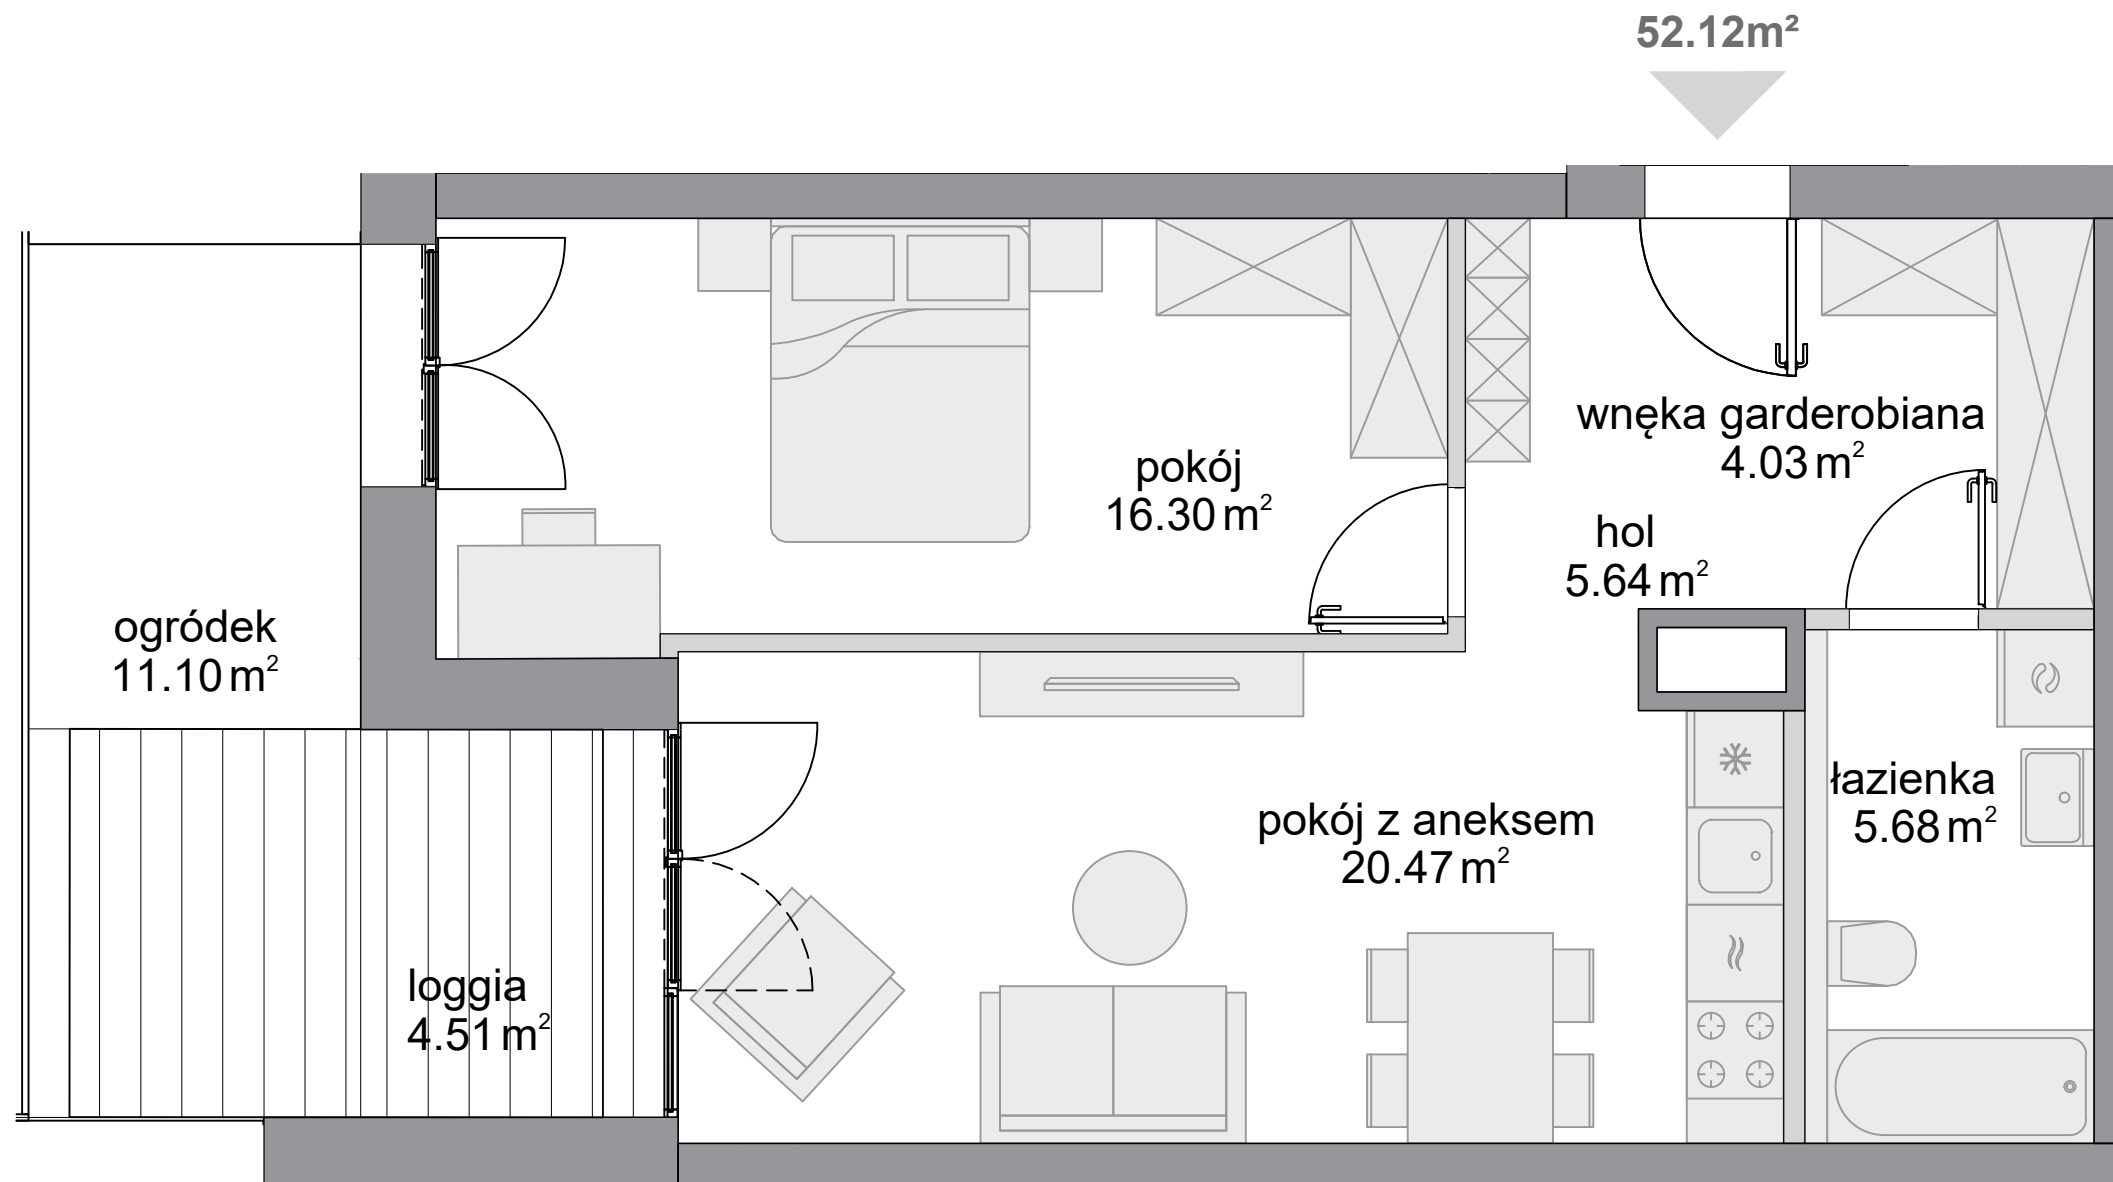 52.12m²
wnęka garderobiana
4.03 m²
pokój
16.30 m²
hol
5.64 m²
ogródek
11.10 m²
łazienka
5.68 m²
pokój z aneksem
20.47 m²
loggia
4.51 m²